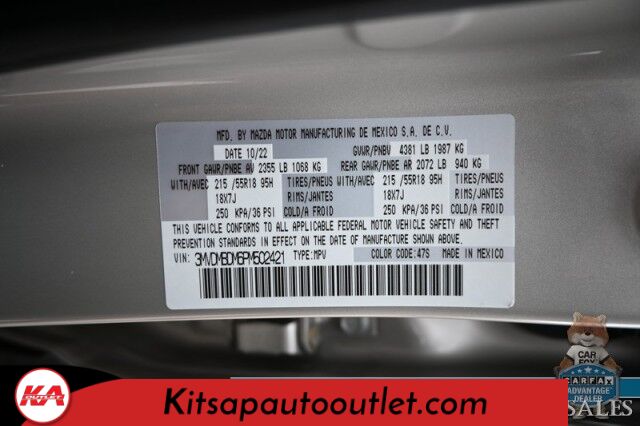 MFD. BY MAZDA MOTOR MANUFACTURING DE MEXICO S.A. DE C.V.
DATE 10/22 GVWR/PNBV 4381 LB 1987 KG
FRONT GAWR/PNBE AV 2355 LB 1068 KG REAR GAWR/PNBE AR 2072 LB 940 KG
WITH/AVEC 215 /55R18 95H TIRES/PNEUS WITH/AVEC 215 /55R18 95H TIRES/PNEUS
18X7J RIMS/JANTES 18X7J RIMS/JANTES
250 KPA/36 PSI COLD/A FROID 250 KPA/36 PSI COLD/A FROID
THIS VEHICLE CONFORMS TO ALL APPLICABLE FEDERAL MOTOR VEHICLE SAFETY AND THEFT
PREVENTION STANDARDS IN EFFECT ON THE DATE OF MANUFACTURE SHOWN ABOVE.
VIN: 3MVDMBDM6PM502421 TYPE:MPV COLOR CODE:47S MADE IN MEXICO
KA
OUTLET
Kitsapautooutlet.com
CAR
FOX
CARFAX
ADVANTAGE
DEALER
SALES